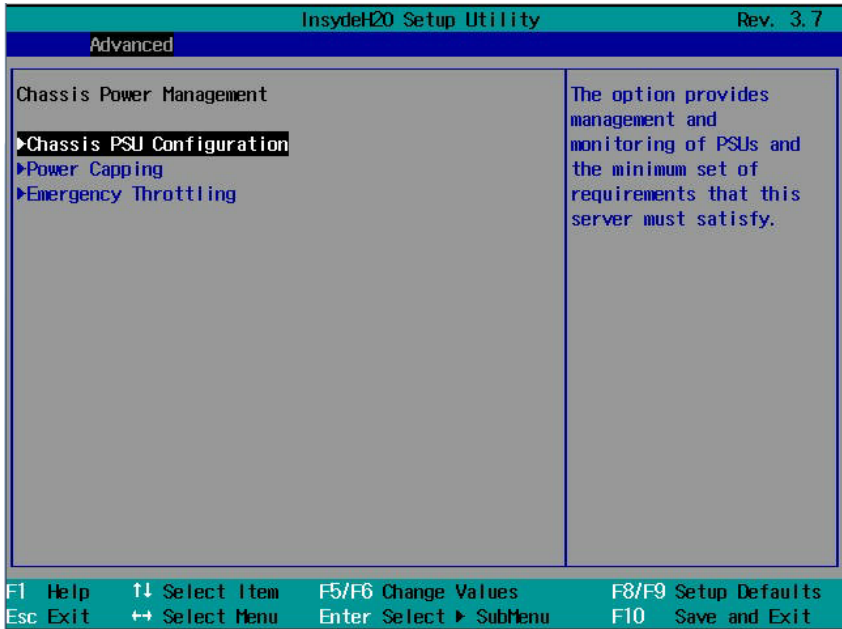 InsydeH2O Setup Utility Rev. 3.7
Advanced
Chassis Power Management
▶Chassis PSU Configuration
▶Power Capping
▶Emergency Throttling
The option provides
management and
monitoring of PSUs and
the minimum set of
requirements that this
server must satisfy.
F1 Help ↑↓ Select Item F5/F6 Change Values F8/F9 Setup Defaults
Esc Exit ↔ Select Menu Enter Select ▶ SubMenu F10 Save and Exit